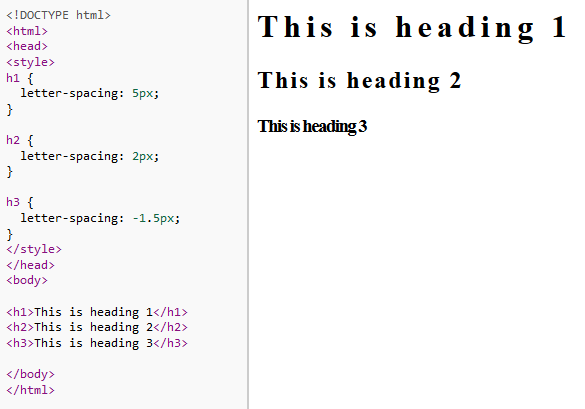 <!DOCTYPE html>
<html>
<head>
<style>
h1 {
  letter-spacing: 5px;
}

h2 {
  letter-spacing: 2px;
}

h3 {
  letter-spacing: -1.5px;
}
</style>
</head>
<body>

<h1>This is heading 1</h1>
<h2>This is heading 2</h2>
<h3>This is heading 3</h3>

</body>
</html>
This is heading 1
This is heading 2
This is heading 3